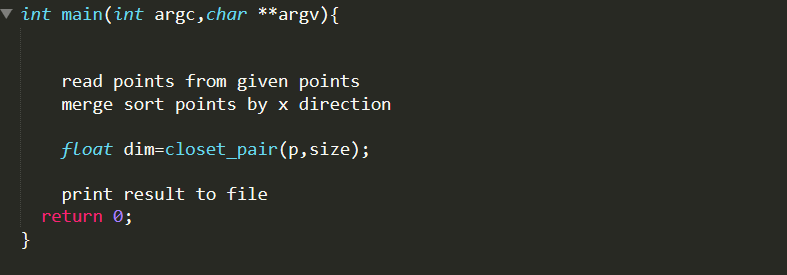 int main(int argc,char **argv){
read points from given points
merge sort points by x direction
float dim=closet_pair(p,size);
print result to file
return 0;
}